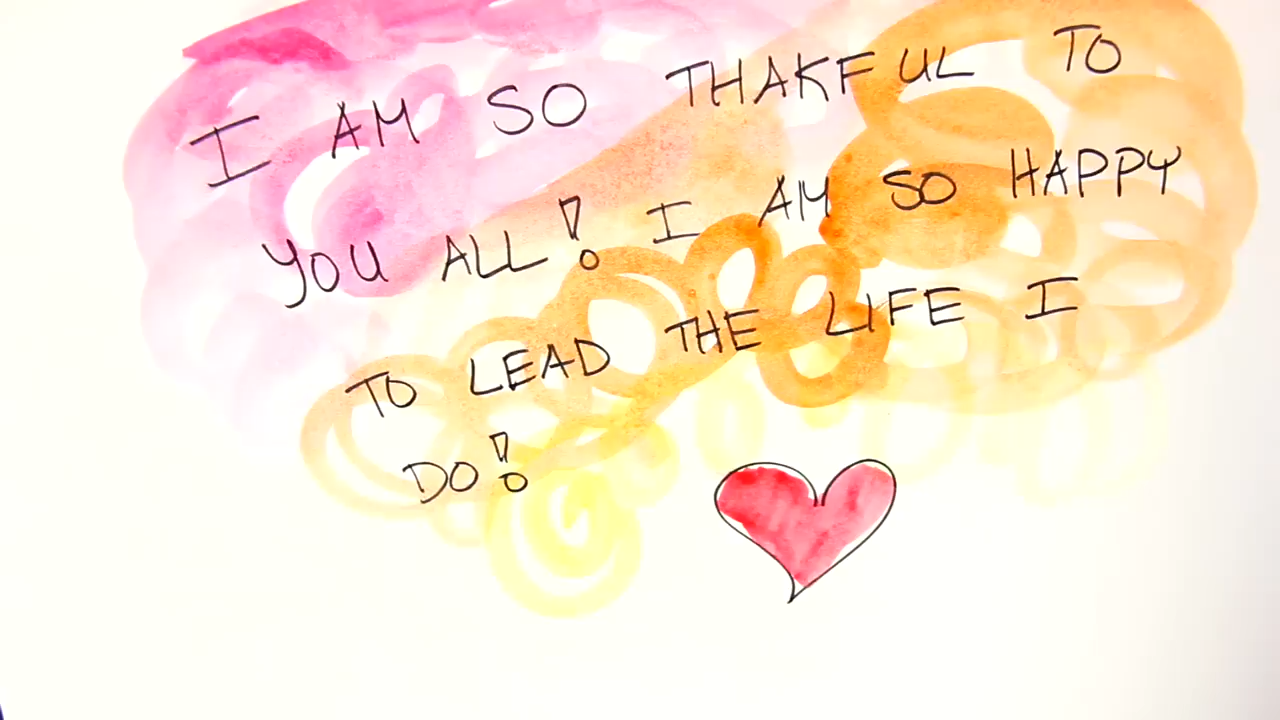 I AM SO THAKFUL TO
YOU ALL! I AM SO HAPPY
TO LEAD THE LIFE I
DO!